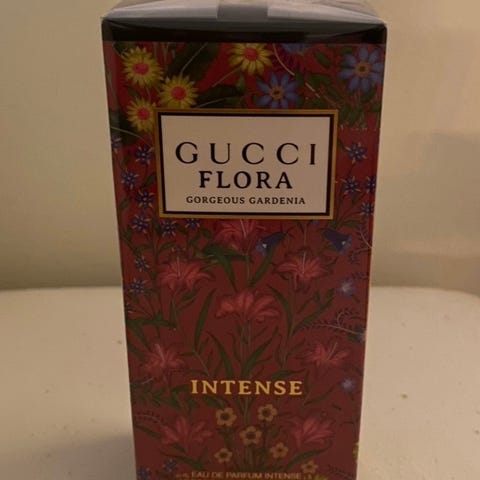 GUCCI
FLORA
GORGEOUS GARDENIA
INTENSE
EAU DE PARFUM INTENSE